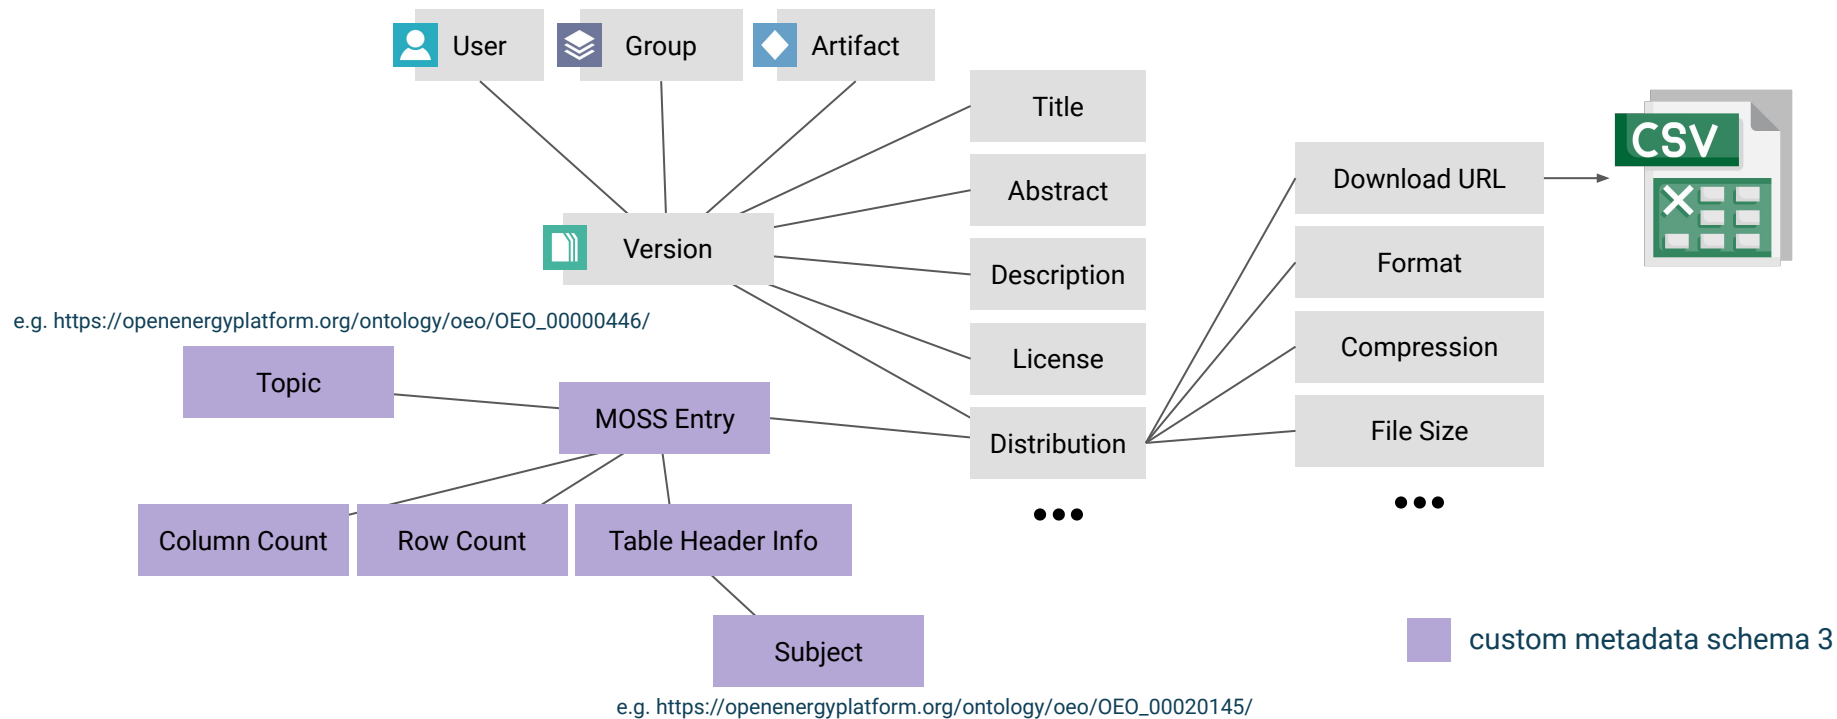 User
Group
Artifact
Title
Abstract
Description
License
Distribution
Version
Download URL
Format
Compression
File Size
CSV
e.g. https://openenergyplatform.org/ontology/oeo/OEO_00000446/
Topic
MOSS Entry
Column Count
Row Count
Table Header Info
Subject
e.g. https://openenergyplatform.org/ontology/oeo/OEO_00020145/
custom metadata schema 3